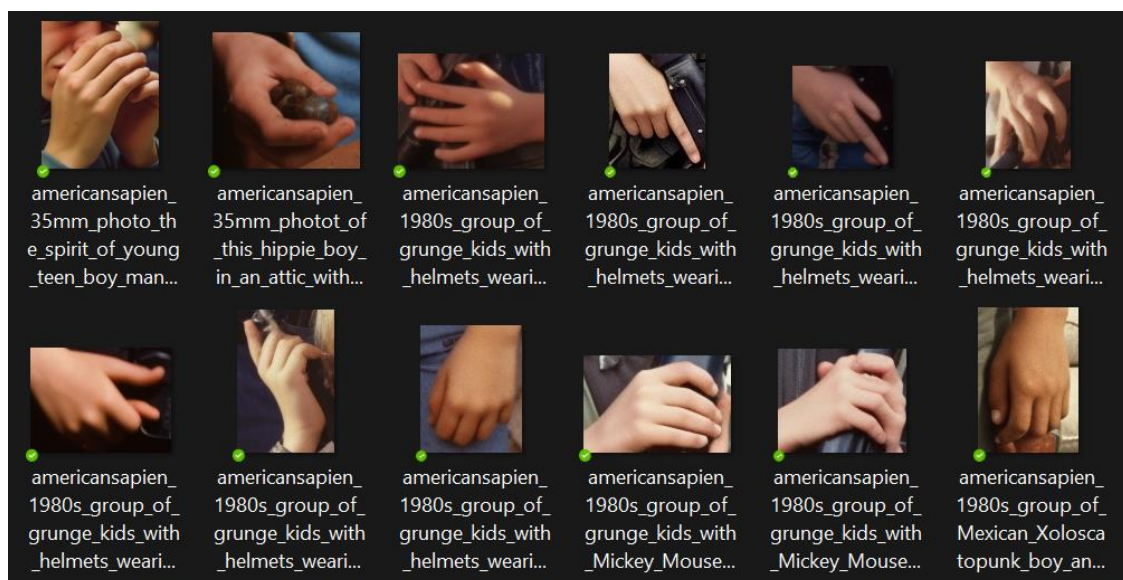 americansapien_
35mm_photo_th
e_spirit_of_young
_teen_boy_man...
americansapien_
35mm_photot_of
_this_hippie_boy_
in_an_attic_with...
americansapien_
1980s_group_of_
grunge_kids_with
_helmets_weari...
americansapien_
1980s_group_of_
grunge_kids_with
_helmets_weari...
americansapien_
1980s_group_of_
grunge_kids_with
_helmets_weari...
americansapien_
1980s_group_of_
grunge_kids_with
_helmets_weari...
americansapien_
1980s_group_of_
grunge_kids_with
_helmets_weari...
americansapien_
1980s_group_of_
grunge_kids_with
_helmets_weari...
americansapien_
1980s_group_of_
grunge_kids_with
_helmets_weari...
americansapien_
1980s_group_of_
grunge_kids_with
_Mickey_Mouse...
americansapien_
1980s_group_of_
grunge_kids_with
_Mickey_Mouse...
americansapien_
1980s_group_of_
Mexican_Xolosca
topunk_boy_an...